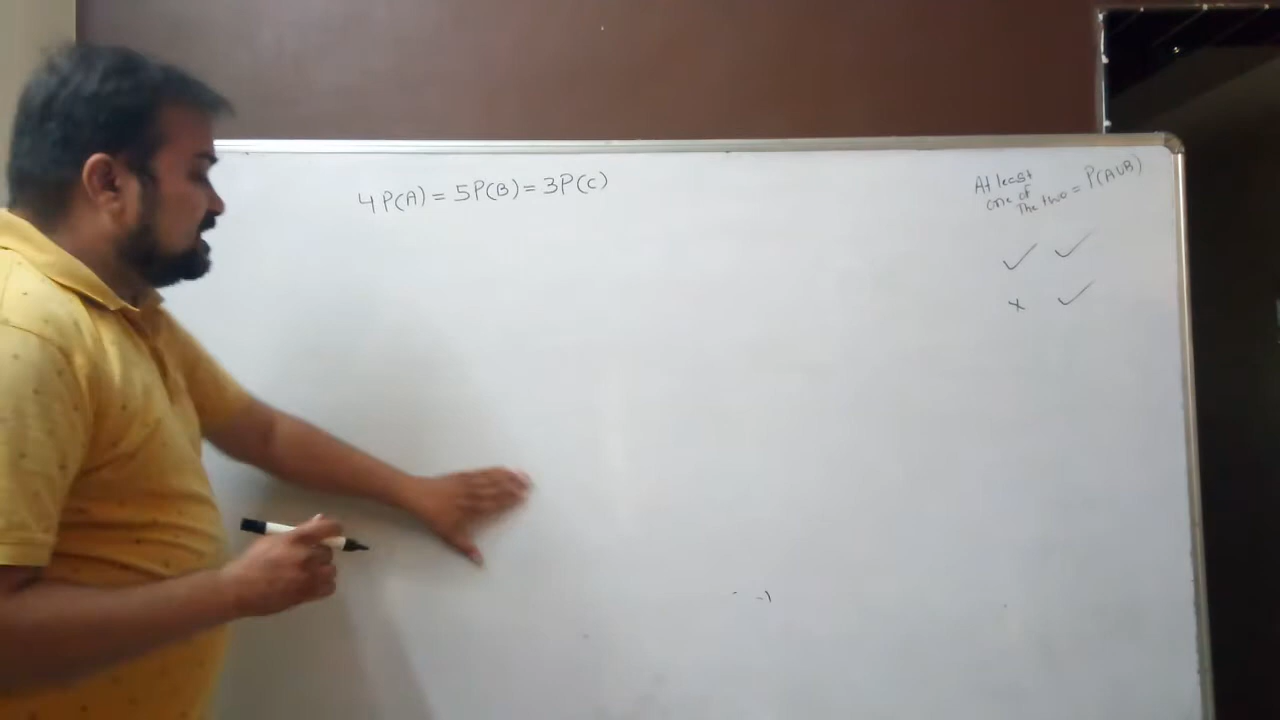 4P(A) = 5P(B) = 3P(C)
At least
one of
The two = P(A∪B)
✓ ✓
× ✓